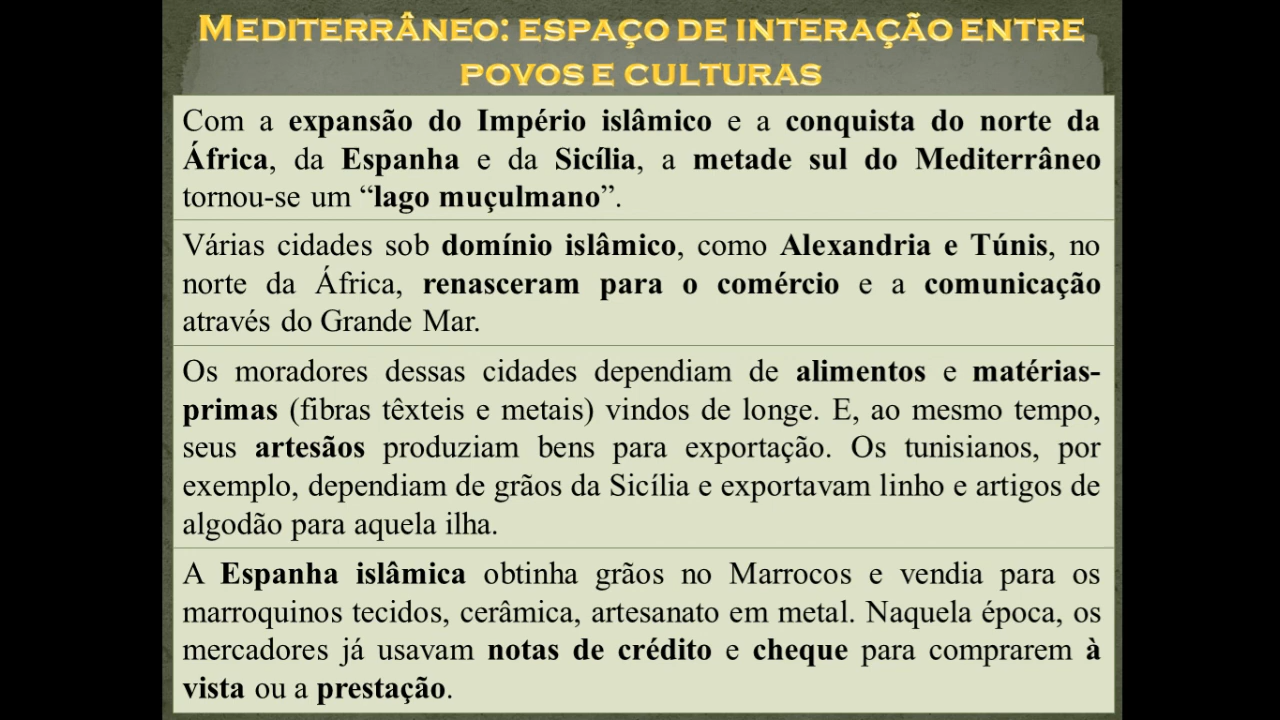 MEDITERRÂNEO: ESPAÇO DE INTERAÇÃO ENTRE
POVOS E CULTURAS
Com a expansão do Império islâmico e a conquista do norte da
África, da Espanha e da Sicília, a metade sul do Mediterrâneo
tornou-se um “lago muçulmano”.
Várias cidades sob domínio islâmico, como Alexandria e Túnis, no
norte da África, renasceram para o comércio e a comunicação
através do Grande Mar.
Os moradores dessas cidades dependiam de alimentos e matérias-
primas (fibras têxteis e metais) vindos de longe. E, ao mesmo tempo,
seus artesãos produziam bens para exportação. Os tunisianos, por
exemplo, dependiam de grãos da Sicília e exportavam linho e artigos de
algodão para aquela ilha.
A Espanha islâmica obtinha grãos no Marrocos e vendia para os
marroquinos tecidos, cerâmica, artesanato em metal. Naquela época, os
mercadores já usavam notas de crédito e cheque para comprarem à
vista ou a prestação.